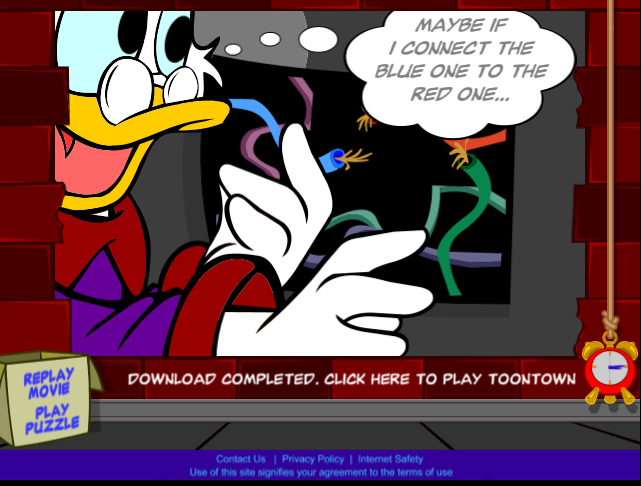 MAYBE IF
I CONNECT THE
BLUE ONE TO THE
RED ONE...
REPLAY
MOVIE
PLAY
PUZZLE
DOWNLOAD COMPLETED. CLICK HERE TO PLAY TOONTOWN
Contact Us | Privacy Policy | Internet Safety
Use of this site signifies your agreement to the terms of use